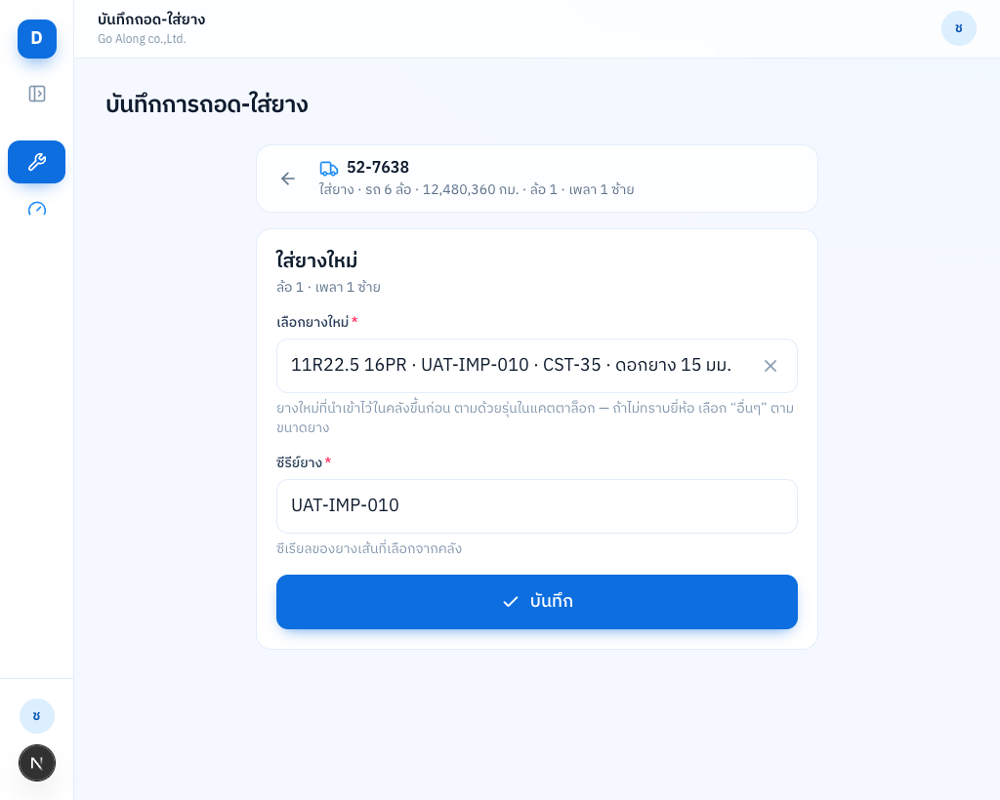 D
บันทึกถอด-ใส่ยาง
Go Along co.,Ltd.
ช
บันทึกการถอด-ใส่ยาง
52-7638
ใส่ยาง · รถ 6 ล้อ · 12,480,360 กม. · ล้อ 1 · เพลา 1 ซ้าย
ใส่ยางใหม่
ล้อ 1 · เพลา 1 ซ้าย
เลือกยางใหม่ *
11R22.5 16PR · UAT-IMP-010 · CST-35 · ดอกยาง 15 มม.
ยางใหม่ที่นำเข้าไว้ในคลังขึ้นก่อน ตามด้วยรุ่นในแคตตาล็อก — ถ้าไม่ทราบยี่ห้อ เลือก “อื่นๆ” ตาม
ขนาดยาง
ซีรีย์ยาง *
UAT-IMP-010
ซีเรียลของยางเส้นที่เลือกจากคลัง
บันทึก
ช
N